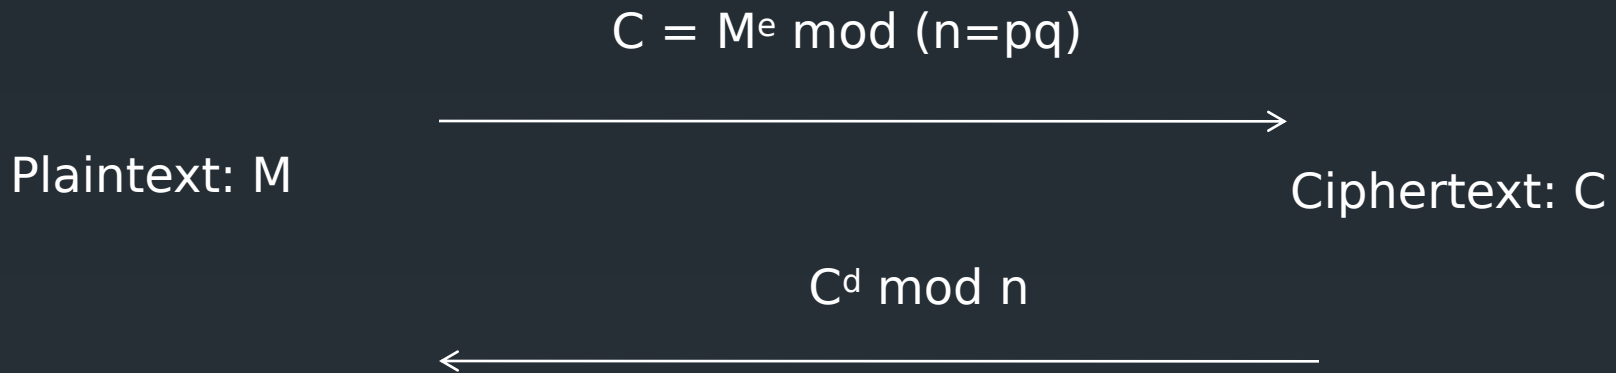 C = Mᵉ mod (n=pq)
Plaintext: M
Ciphertext: C
Cᵈ mod n